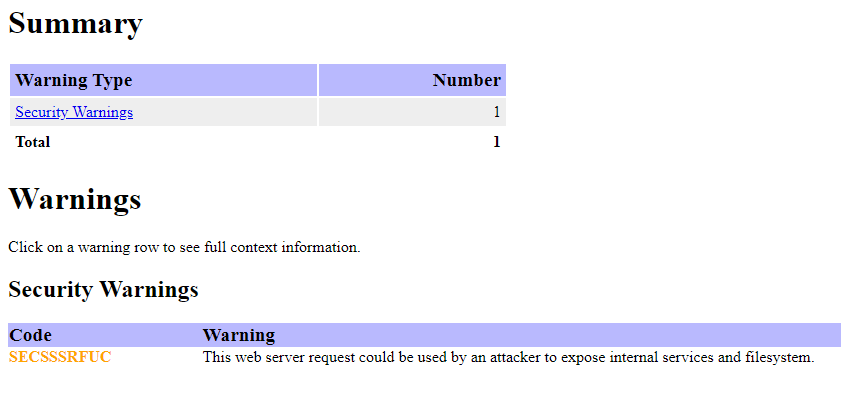 Summary
Warning Type Number
Security Warnings 1
Total 1
Warnings
Click on a warning row to see full context information.
Security Warnings
Code Warning
SECSSSRFUC This web server request could be used by an attacker to expose internal services and filesystem.